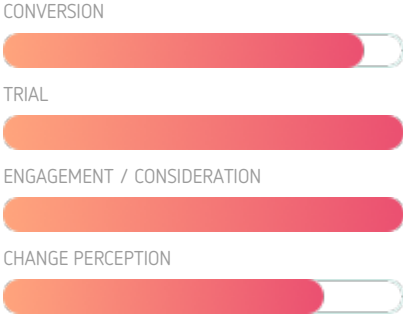 CONVERSION
TRIAL
ENGAGEMENT / CONSIDERATION
CHANGE PERCEPTION